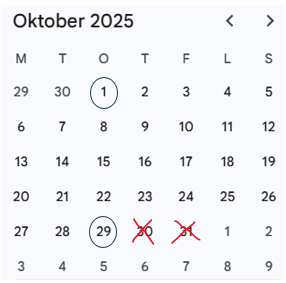 Oktober 2025 < >
M T O T F L S
29 30 1 2 3 4 5
6 7 8 9 10 11 12
13 14 15 16 17 18 19
20 21 22 23 24 25 26
27 28 29 30 31 1 2
3 4 5 6 7 8 9